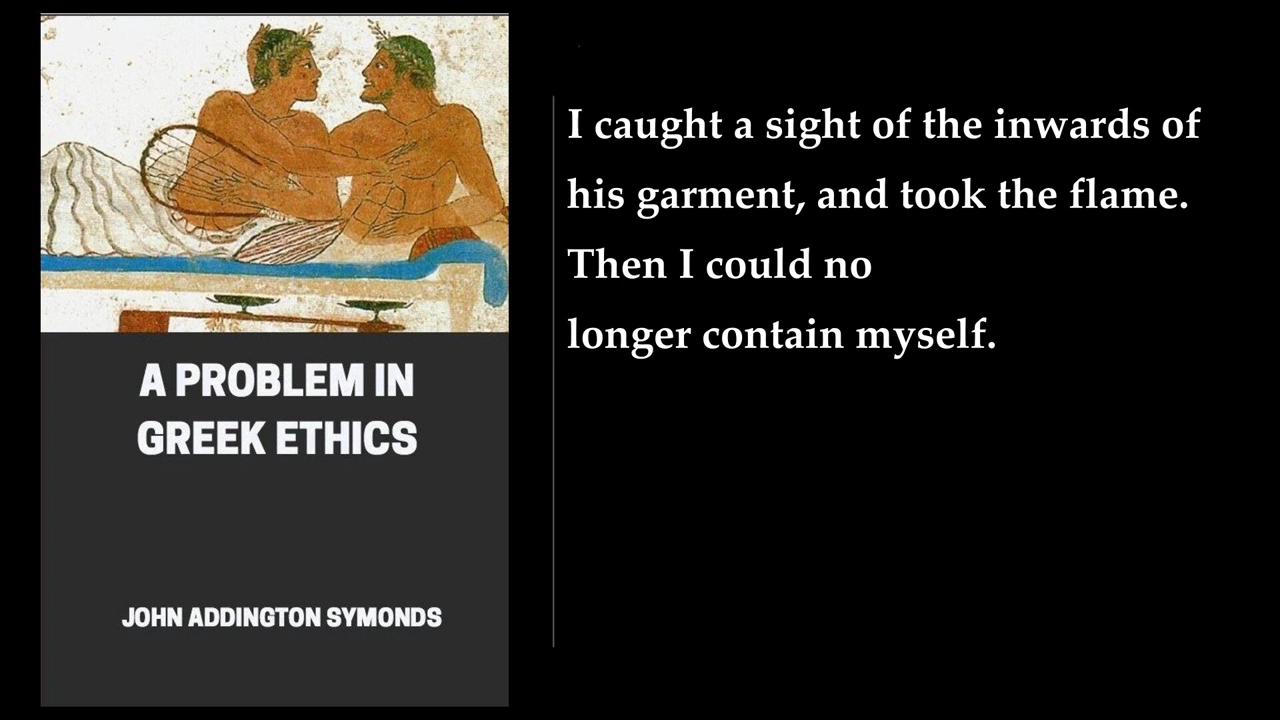 A PROBLEM IN
GREEK ETHICS
JOHN ADDINGTON SYMONDS
I caught a sight of the inwards of
his garment, and took the flame.
Then I could no
longer contain myself.